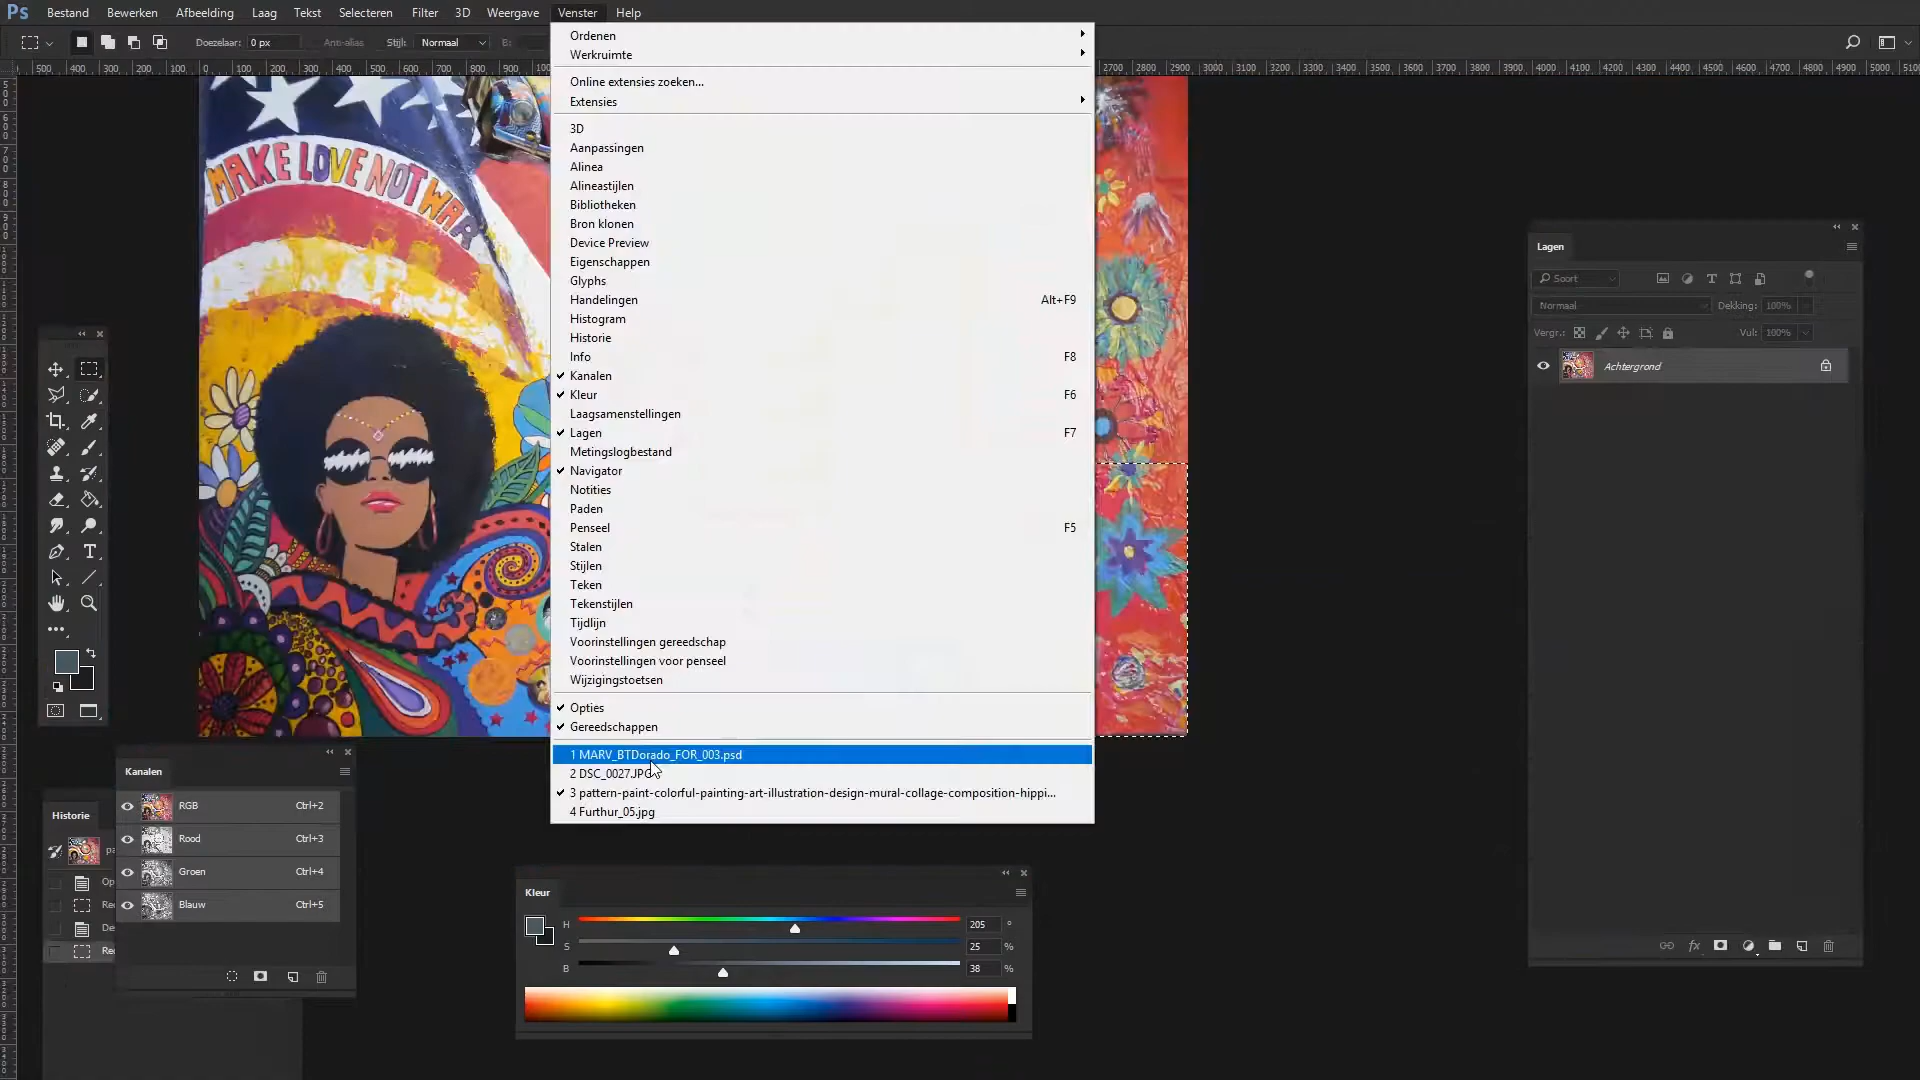 Ps Bestand Bewerken Afbeelding Laag Tekst Selecteren Filter 3D Weergave Venster Help
Doezelaar: 0 px Anti-alias Stijl: Normaal B:
500 400 300 200 100 0 100 200 300 400 500 600 700 800 900 2700 2800 2900 3000 3100 3200 3300 3400 3500 3600 3700 3800 3900 4000 4100 4200 4300 4400 4500 4600 4700 4800 4900 5000
Ordenen
Werkruimte
Online extensies zoeken...
Extensies
3D
Aanpassingen
Alinea
Alineastijlen
Bibliotheken
Bron klonen
Device Preview
Eigenschappen
Glyphs
Handelingen Alt+F9
Histogram
Historie
Info F8
Kanalen
Kleur F6
Laagsamenstellingen
Lagen F7
Metingslogbestand
Navigator
Notities
Paden
Penseel F5
Stalen
Stijlen
Teken
Tekenstijlen
Tijdlijn
Voorinstellingen gereedschap
Voorinstellingen voor penseel
Wijzigingstoetsen
Opties
Gereedschappen
1 MARV_BTDorado_FOR_003.psd
2 DSC_0027.JPG
3 pattern-paint-colorful-painting-art-illustration-design-mural-collage-composition-hippi...
4 Furthur_05.jpg
MAKE LOVE NOT WAR
Lagen
Soort
Normaal Dekking: 100%
Vergr.: Vul: 100%
Achtergrond
Kanalen
RGB Ctrl+2
Rood Ctrl+3
Groen Ctrl+4
Blauw Ctrl+5
Historie
pa
Op
Rec
De
Rec
Kleur
H 205 °
S 25 %
B 38 %